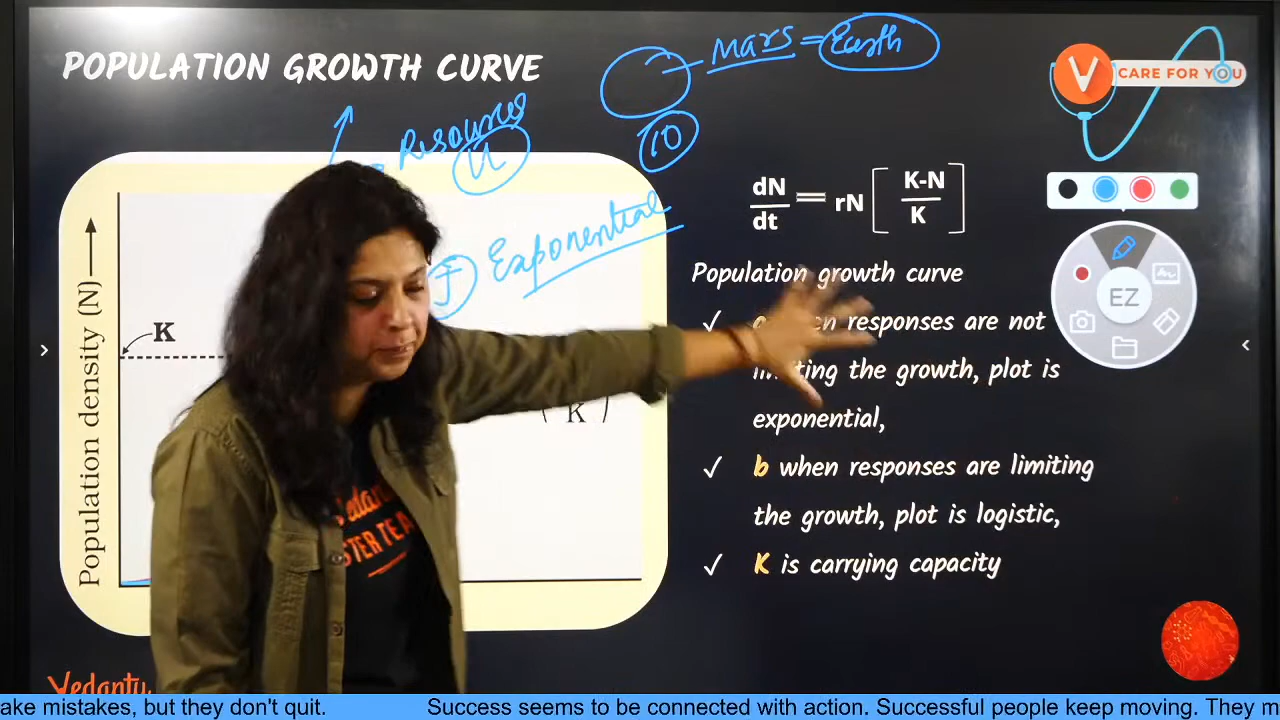 POPULATION GROWTH CURVE
Mars = Earth
10
Resources
U
J Exponential
CARE FOR YOU
dN/dt = rN [ K-N/K ]
EZ
Population density (N)
K
K
Population growth curve
✓ responses are not
the growth, plot is
exponential,
✓ b when responses are limiting
the growth, plot is logistic,
✓ K is carrying capacity
Vedantu
ake mistakes, but they don't quit. Success seems to be connected with action. Successful people keep moving. They m